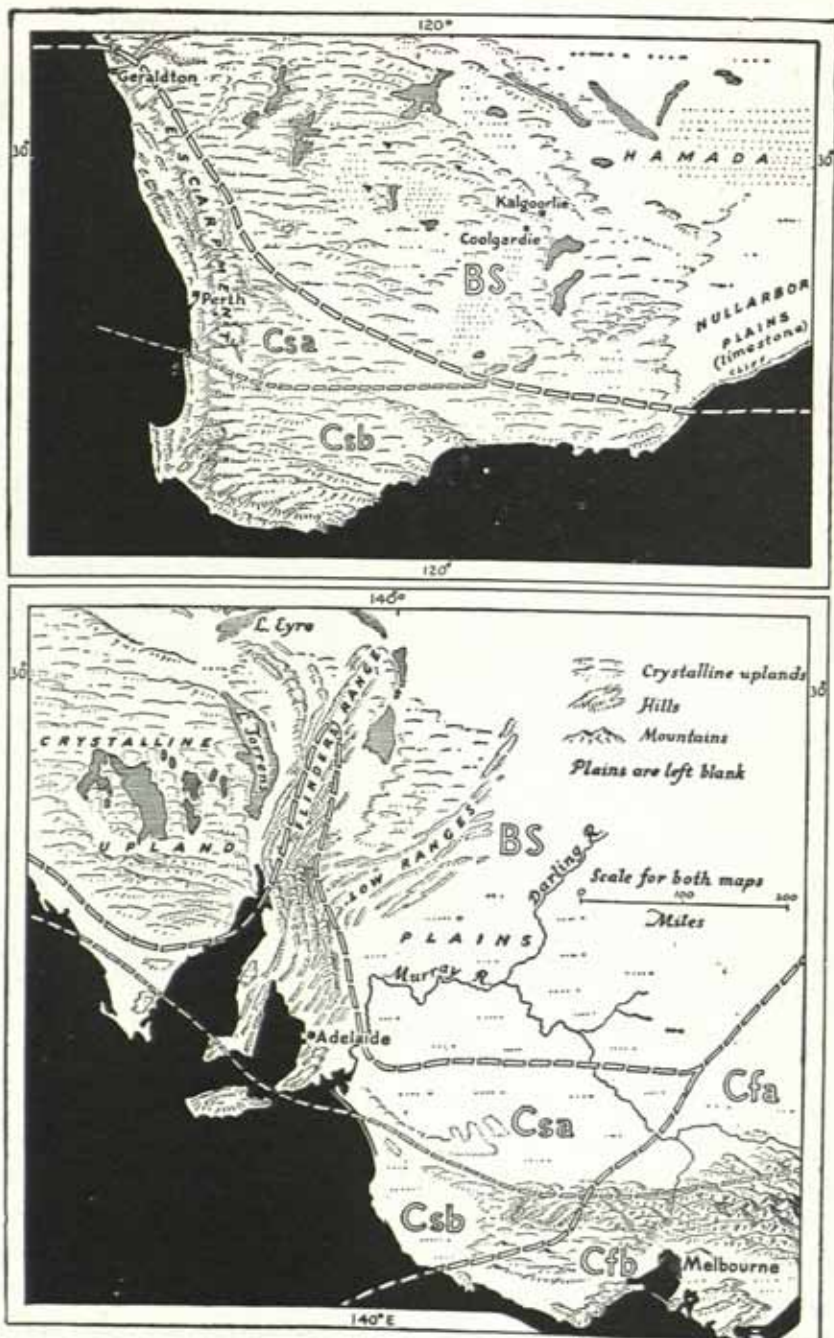 120°
Geraldton
ESCARPMENT
30°
30°
HAMADA
Kalgoorlie
Coolgardie
BS
Perth
Csa
NULLARBOR
PLAINS
(limestone)
CLIFF
Csb
120°
140°
L. Eyre
30°
30°
Crystalline uplands
Hills
Mountains
Plains are left blank
FLINDERS RANGE
L. Torrens
CRYSTALLINE
UPLAND
LOW RANGES
BS
Darling R
Scale for both maps
0 100 200
Miles
PLAINS
Murray R
Adelaide
Cfa
Csa
Csb
Cfb
Melbourne
140°E